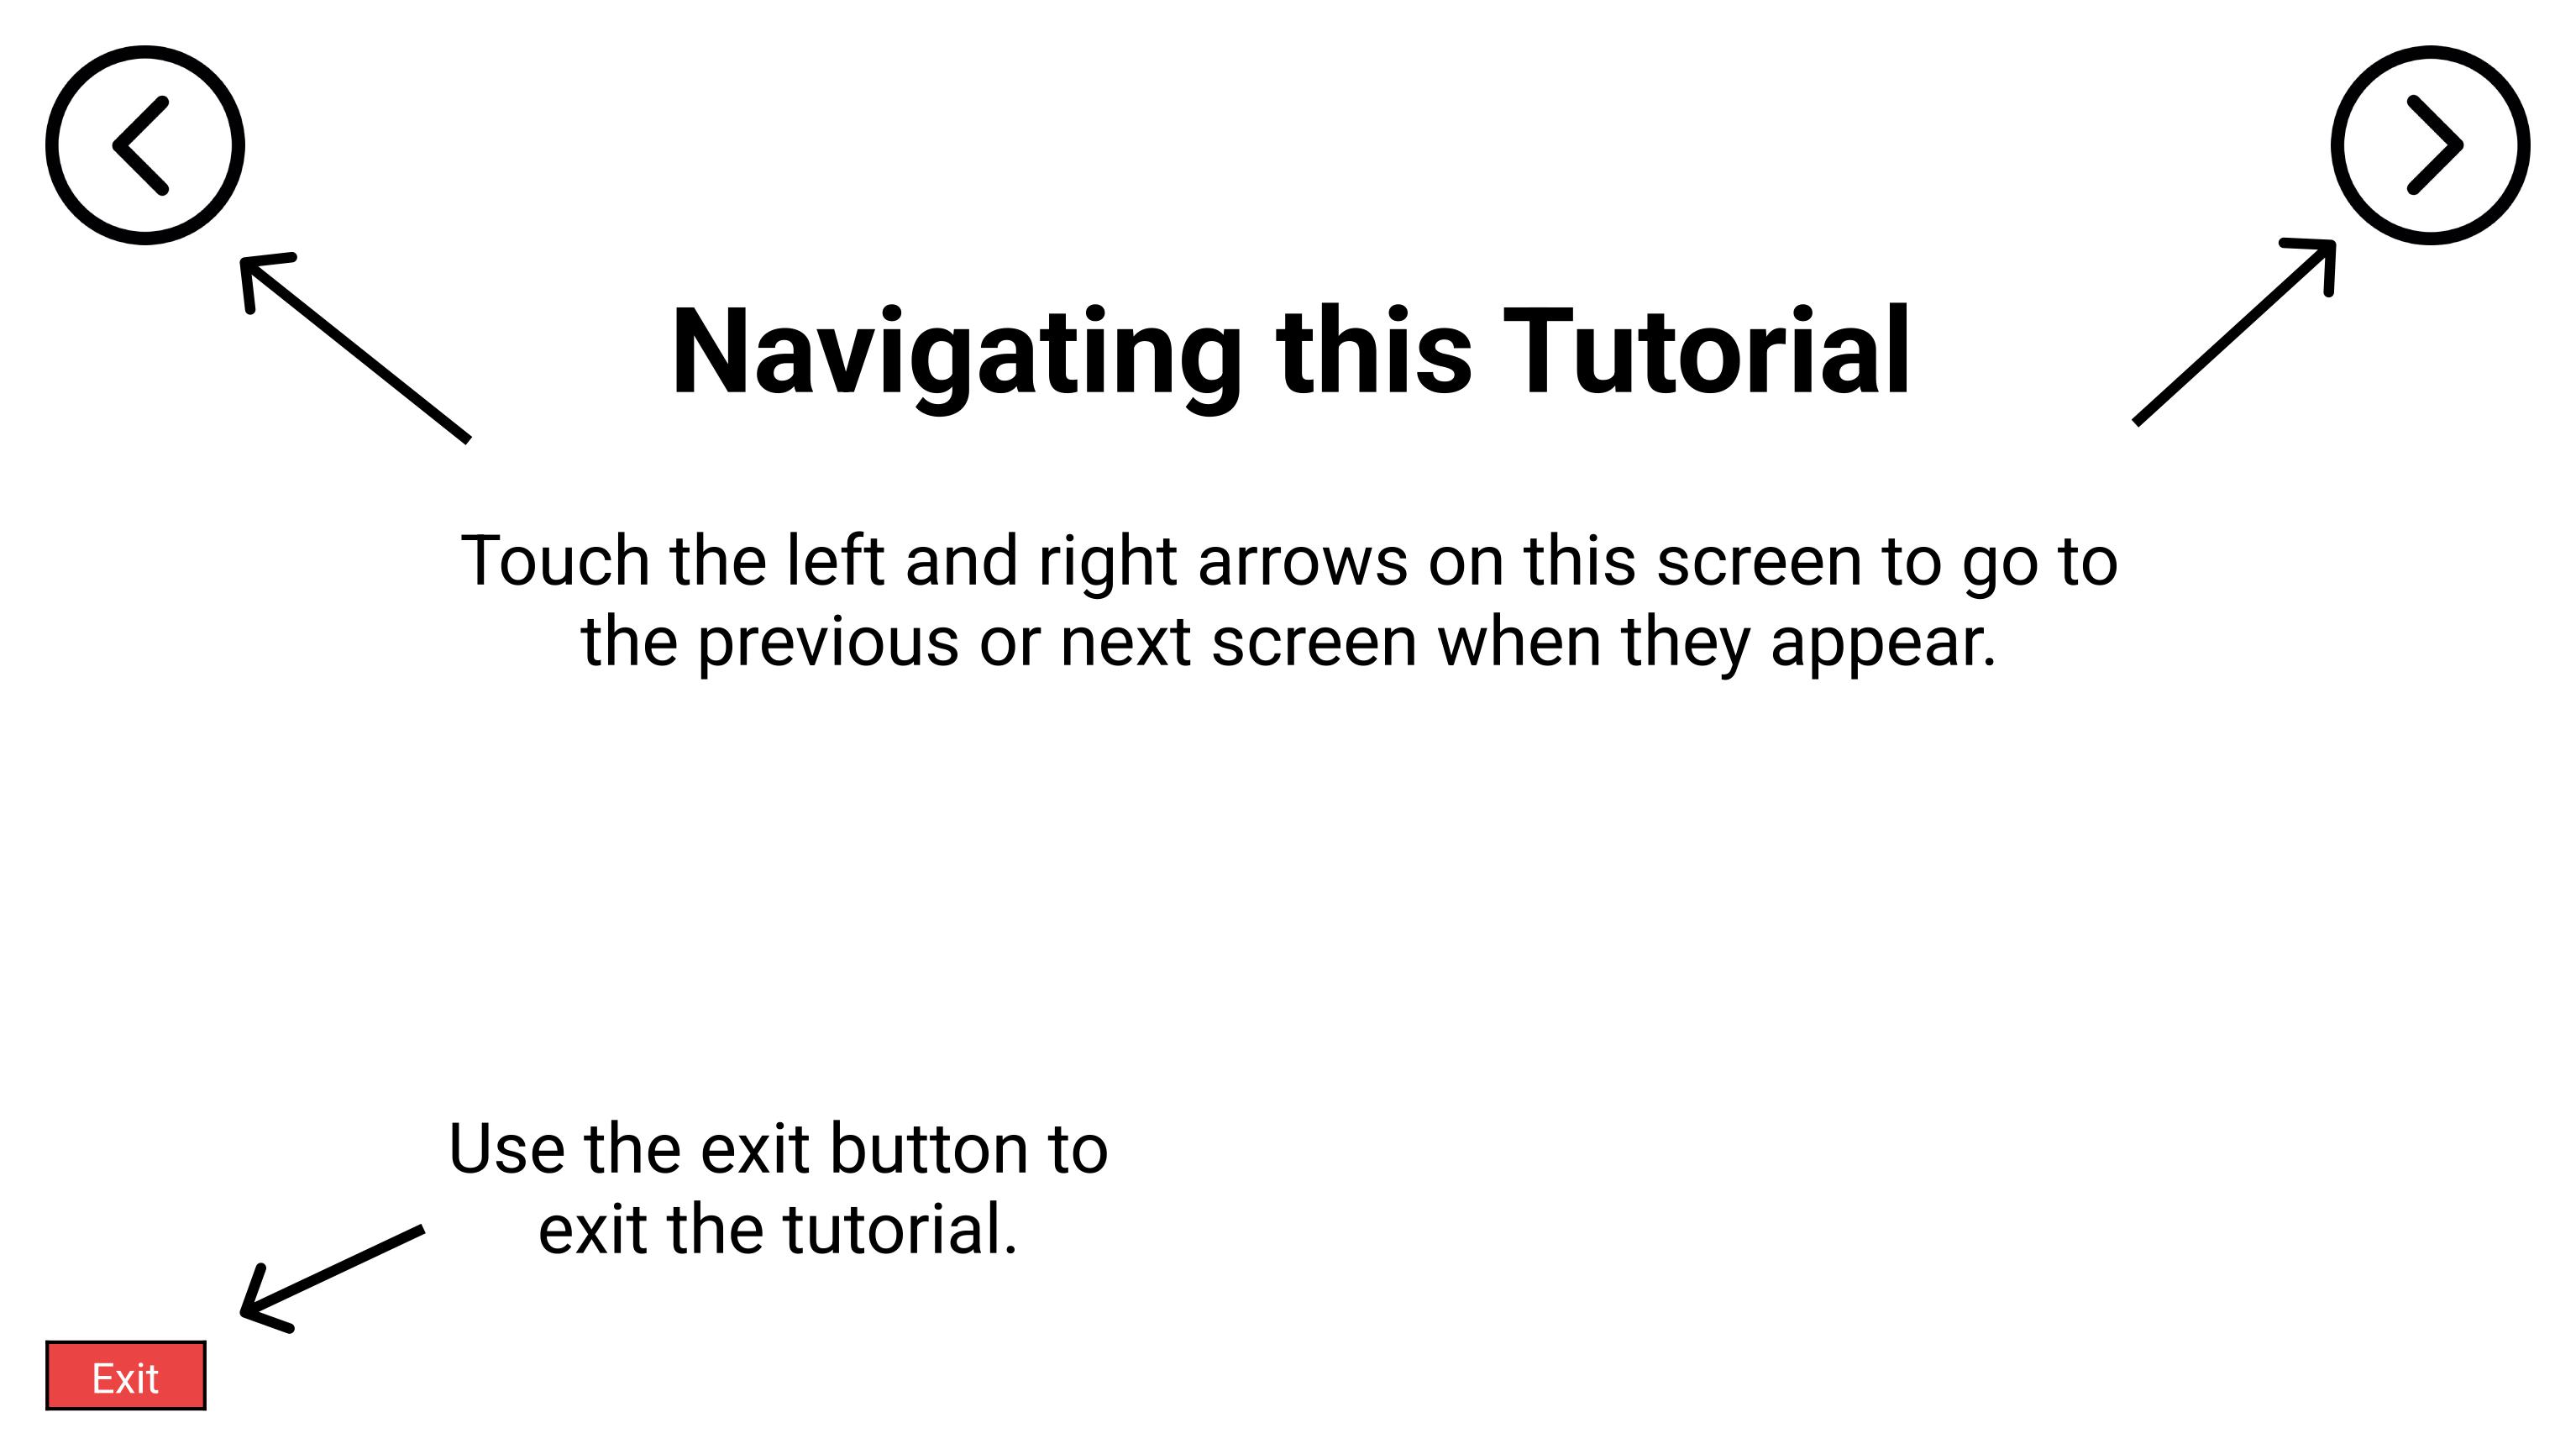 Navigating this Tutorial
Touch the left and right arrows on this screen to go to
the previous or next screen when they appear.
Use the exit button to
exit the tutorial.
Exit